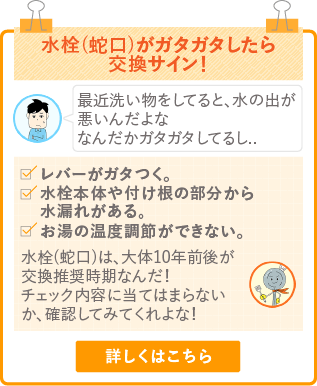 水栓(蛇口)がガタガタしたら
交換サイン!
最近洗い物をしてると、水の出が
悪いんだよな
なんだかガタガタしてるし..
レバーがガタつく。
水栓本体や付け根の部分から
水漏れがある。
お湯の温度調節ができない。
水栓(蛇口)は、大体10年前後が
交換推奨時期なんだ!
チェック内容に当てはまらない
か、確認してみてくれよな!
詳しくはこちら